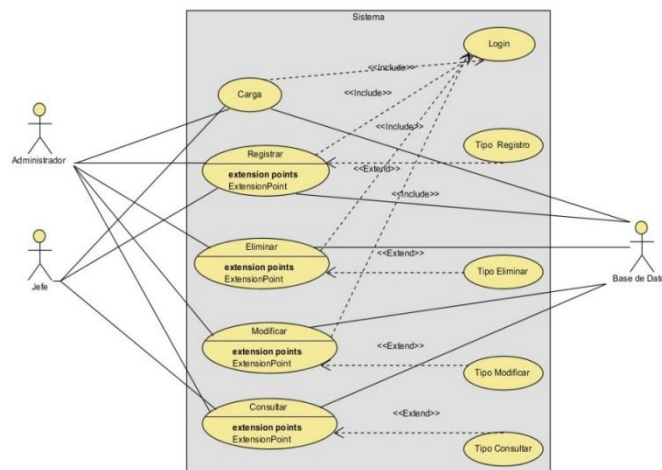 Sistema
Login
<<Include>>
Carga
<<Include>>
Administrador
<<Include>>
Registrar
Tipo Registro
extension points
ExtensionPoint
<<Extend>>
<<Include>>
Jefe
Eliminar
<<Extend>>
extension points
ExtensionPoint
Tipo Eliminar
Base de Dato
Modificar
<<Extend>>
extension points
ExtensionPoint
Tipo Modificar
Consultar
<<Extend>>
extension points
ExtensionPoint
Tipo Consultar